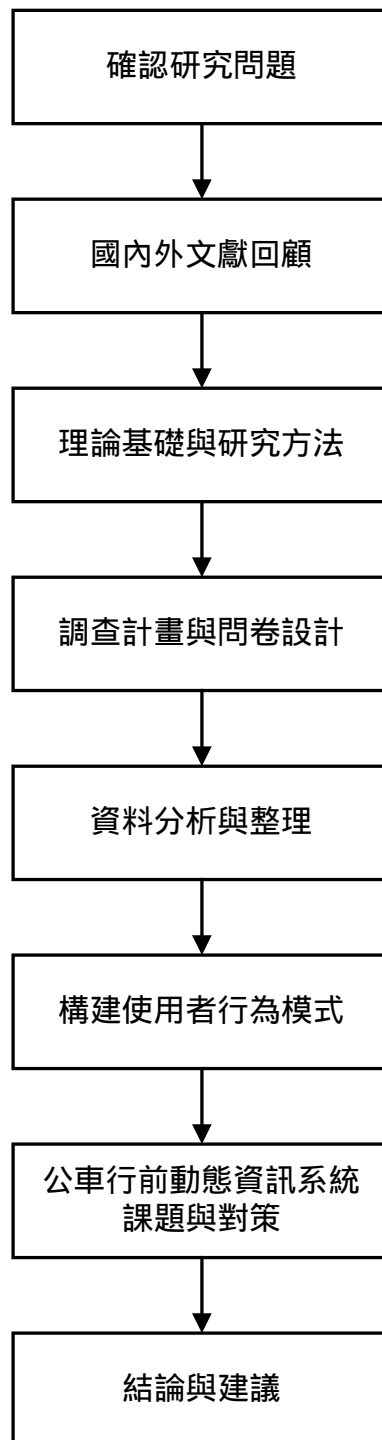 確認研究問題
國內外文獻回顧
理論基礎與研究方法
調查計畫與問卷設計
資料分析與整理
構建使用者行為模式
公車行前動態資訊系統
課題與對策
結論與建議